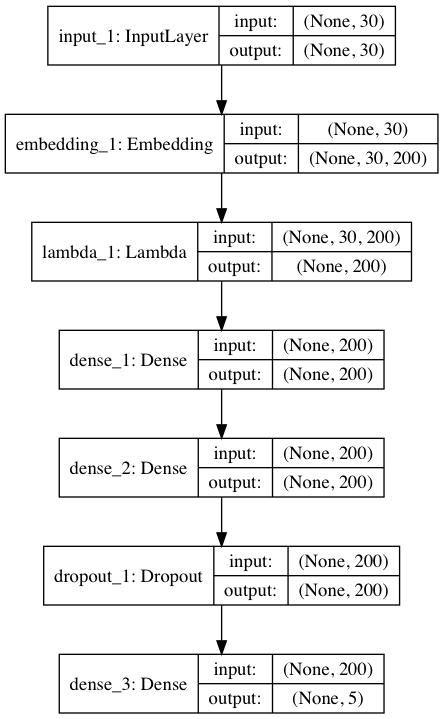 input_1: InputLayer
input: (None, 30)
output: (None, 30)
embedding_1: Embedding
input: (None, 30)
output: (None, 30, 200)
lambda_1: Lambda
input: (None, 30, 200)
output: (None, 200)
dense_1: Dense
input: (None, 200)
output: (None, 200)
dense_2: Dense
input: (None, 200)
output: (None, 200)
dropout_1: Dropout
input: (None, 200)
output: (None, 200)
dense_3: Dense
input: (None, 200)
output: (None, 5)